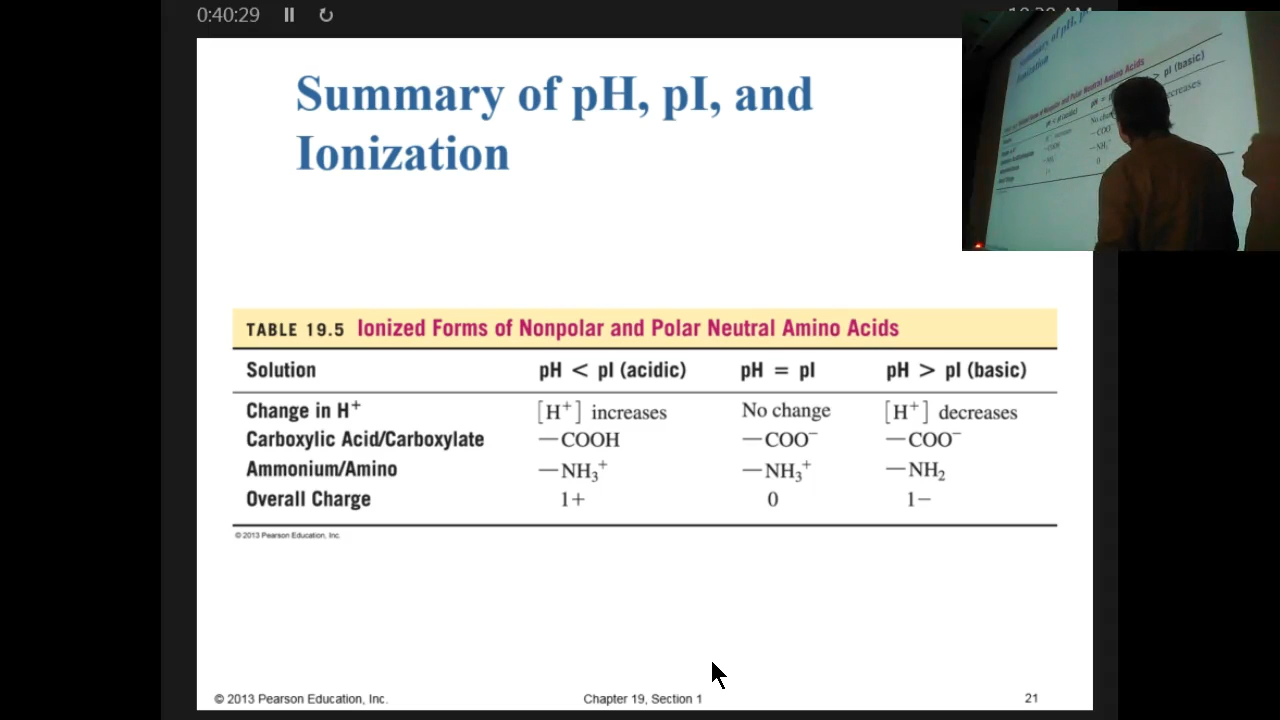 0:40:29
Summary of pH, pI, and
Ionization
TABLE 19.5 Ionized Forms of Nonpolar and Polar Neutral Amino Acids
Solution pH < pI (acidic) pH = pI pH > pI (basic)
Change in H⁺ [H⁺] increases No change [H⁺] decreases
Carboxylic Acid/Carboxylate —COOH —COO⁻ —COO⁻
Ammonium/Amino —NH₃⁺ —NH₃⁺ —NH₂
Overall Charge 1+ 0 1−
© 2013 Pearson Education, Inc.
© 2013 Pearson Education, Inc. Chapter 19, Section 1 21